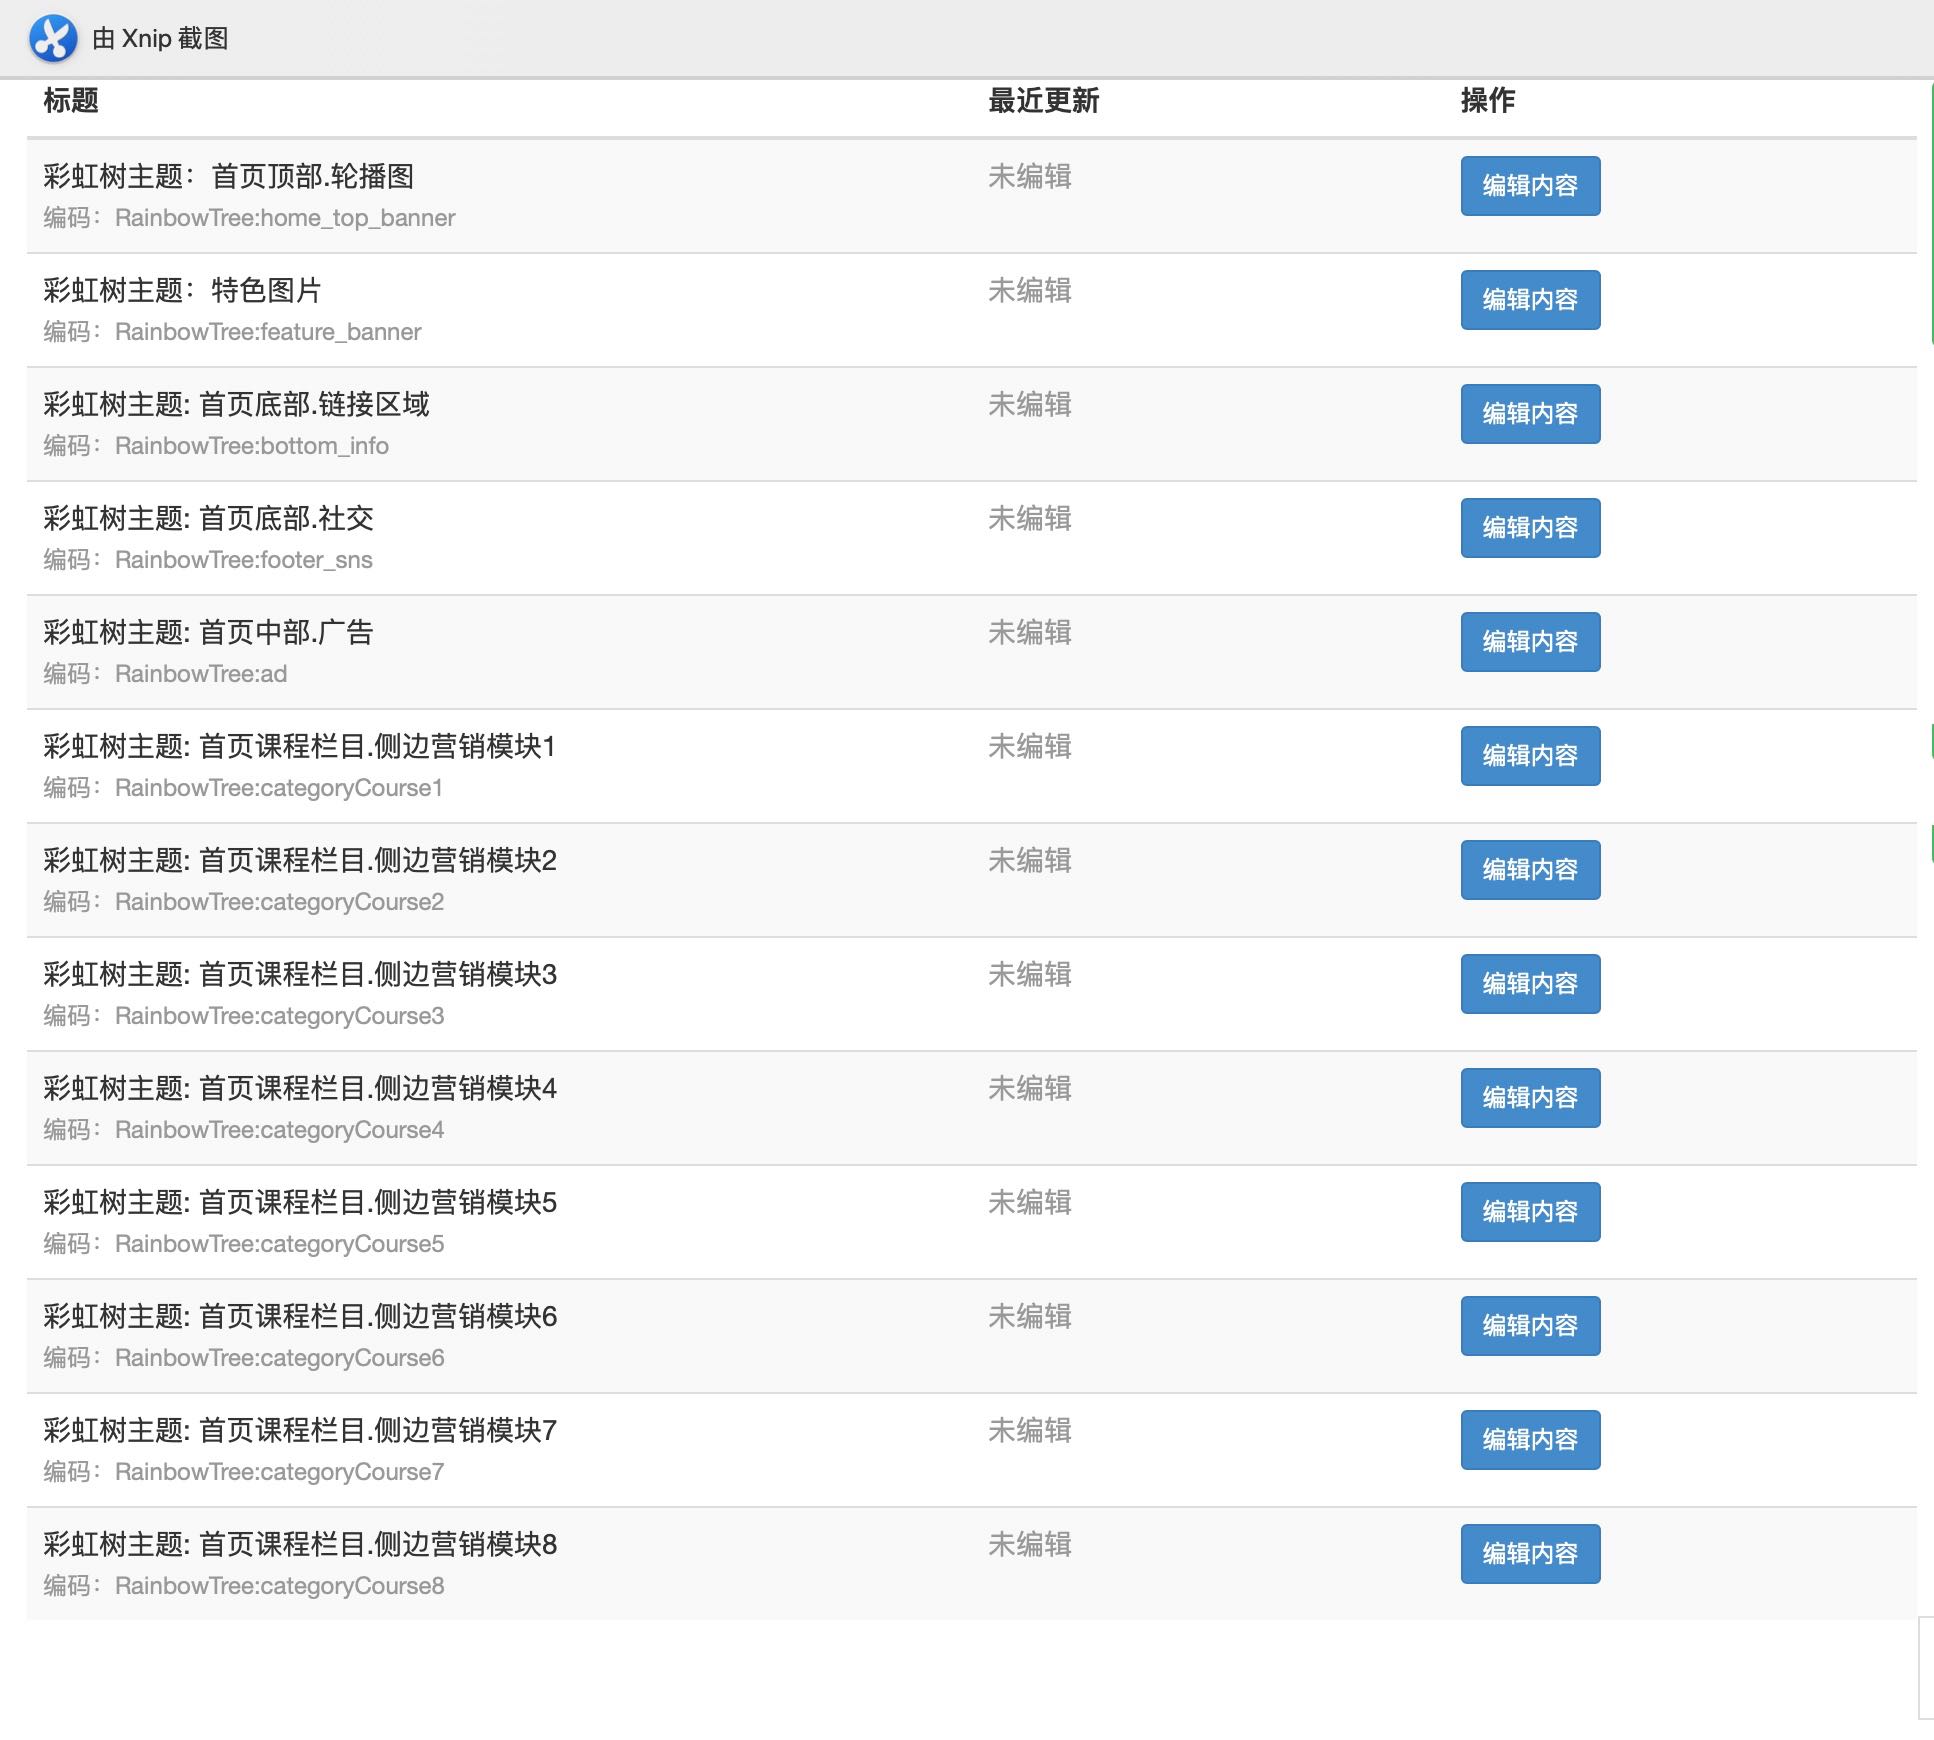 由 Xnip 截图
标题 最近更新 操作
彩虹树主题：首页顶部.轮播图 未编辑 编辑内容
编码：RainbowTree:home_top_banner
彩虹树主题：特色图片 未编辑 编辑内容
编码：RainbowTree:feature_banner
彩虹树主题: 首页底部.链接区域 未编辑 编辑内容
编码：RainbowTree:bottom_info
彩虹树主题: 首页底部.社交 未编辑 编辑内容
编码：RainbowTree:footer_sns
彩虹树主题: 首页中部.广告 未编辑 编辑内容
编码：RainbowTree:ad
彩虹树主题: 首页课程栏目.侧边营销模块1 未编辑 编辑内容
编码：RainbowTree:categoryCourse1
彩虹树主题: 首页课程栏目.侧边营销模块2 未编辑 编辑内容
编码：RainbowTree:categoryCourse2
彩虹树主题: 首页课程栏目.侧边营销模块3 未编辑 编辑内容
编码：RainbowTree:categoryCourse3
彩虹树主题: 首页课程栏目.侧边营销模块4 未编辑 编辑内容
编码：RainbowTree:categoryCourse4
彩虹树主题: 首页课程栏目.侧边营销模块5 未编辑 编辑内容
编码：RainbowTree:categoryCourse5
彩虹树主题: 首页课程栏目.侧边营销模块6 未编辑 编辑内容
编码：RainbowTree:categoryCourse6
彩虹树主题: 首页课程栏目.侧边营销模块7 未编辑 编辑内容
编码：RainbowTree:categoryCourse7
彩虹树主题: 首页课程栏目.侧边营销模块8 未编辑 编辑内容
编码：RainbowTree:categoryCourse8